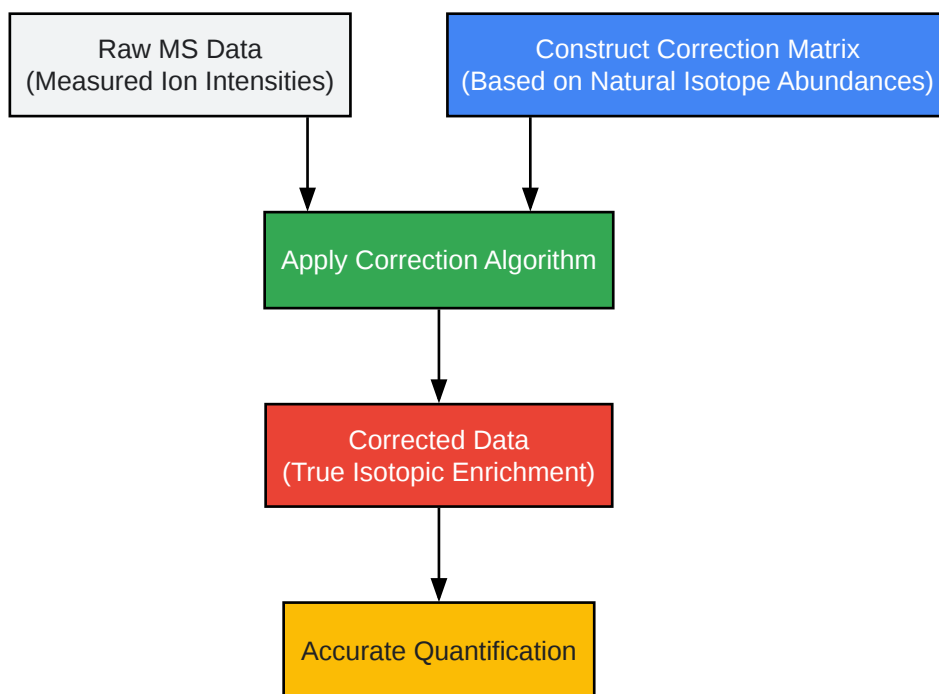 Raw MS Data
(Measured Ion Intensities)
Construct Correction Matrix
(Based on Natural Isotope Abundances)
Apply Correction Algorithm
Corrected Data
(True Isotopic Enrichment)
Accurate Quantification